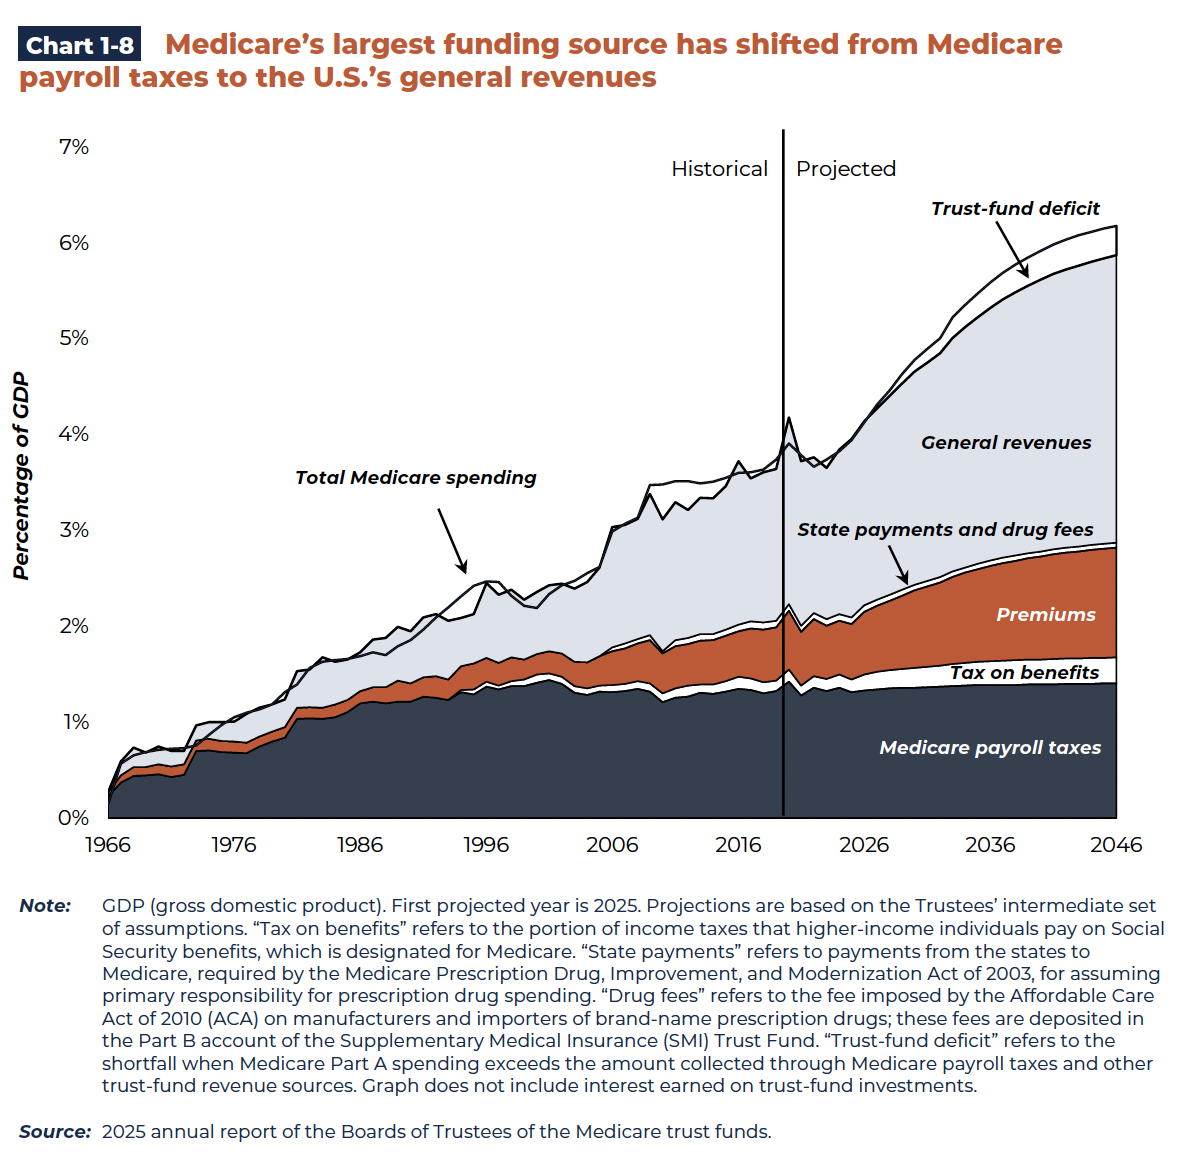 Chart 1-8 Medicare’s largest funding source has shifted from Medicare
payroll taxes to the U.S.’s general revenues
7%
Historical Projected
Trust-fund deficit
6%
5%
Percentage of GDP
4%
General revenues
Total Medicare spending
3%
State payments and drug fees
2%
Premiums
Tax on benefits
1%
Medicare payroll taxes
0%
1966 1976 1986 1996 2006 2016 2026 2036 2046
Note: GDP (gross domestic product). First projected year is 2025. Projections are based on the Trustees’ intermediate set
of assumptions. “Tax on benefits” refers to the portion of income taxes that higher-income individuals pay on Social
Security benefits, which is designated for Medicare. “State payments” refers to payments from the states to
Medicare, required by the Medicare Prescription Drug, Improvement, and Modernization Act of 2003, for assuming
primary responsibility for prescription drug spending. “Drug fees” refers to the fee imposed by the Affordable Care
Act of 2010 (ACA) on manufacturers and importers of brand-name prescription drugs; these fees are deposited in
the Part B account of the Supplementary Medical Insurance (SMI) Trust Fund. “Trust-fund deficit” refers to the
shortfall when Medicare Part A spending exceeds the amount collected through Medicare payroll taxes and other
trust-fund revenue sources. Graph does not include interest earned on trust-fund investments.
Source: 2025 annual report of the Boards of Trustees of the Medicare trust funds.